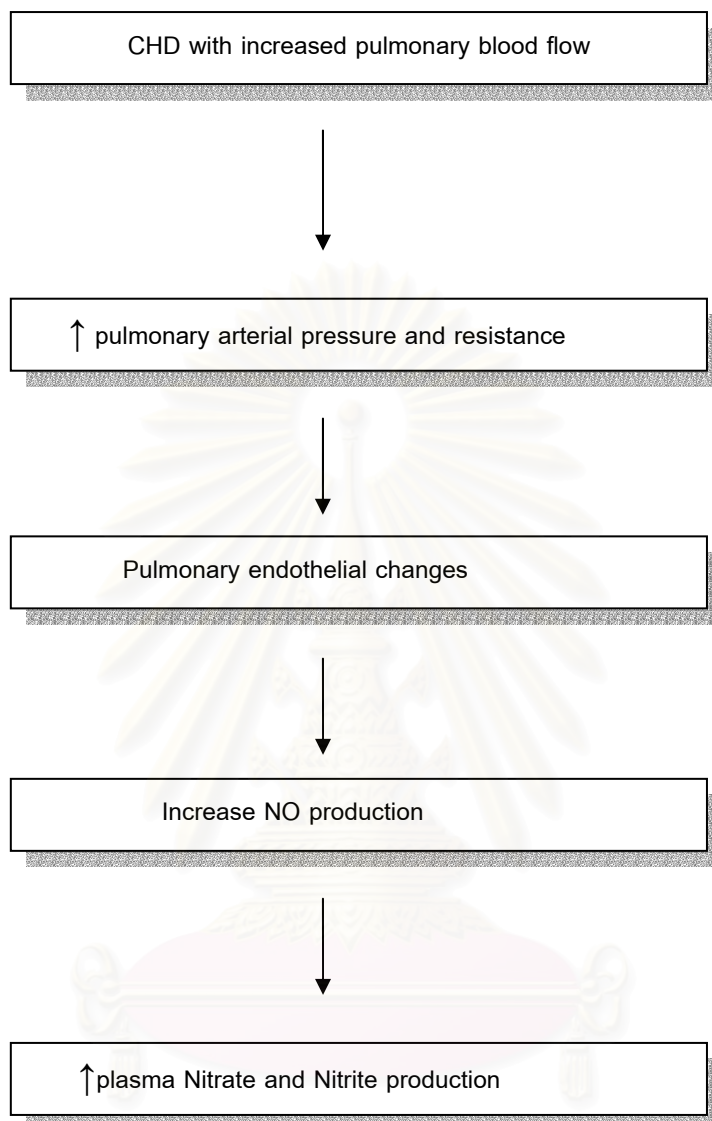 CHD with increased pulmonary blood flow
↑ pulmonary arterial pressure and resistance
Pulmonary endothelial changes
Increase NO production
↑plasma Nitrate and Nitrite production